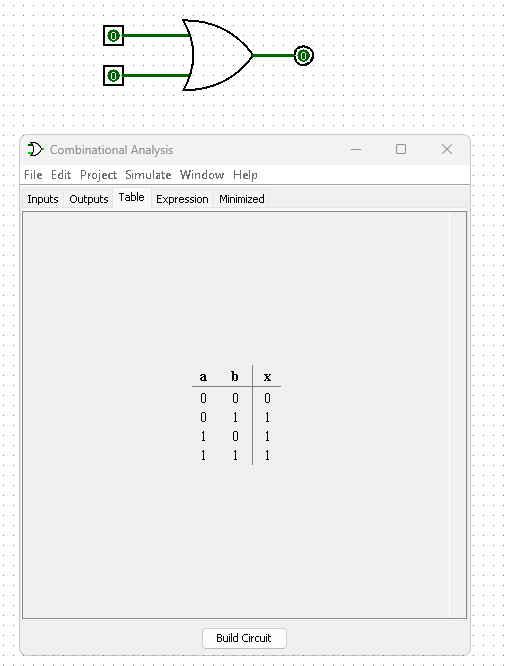 0
0
0
Combinational Analysis
File Edit Project Simulate Window Help
Inputs Outputs Table Expression Minimized
a b x
0 0 0
0 1 1
1 0 1
1 1 1
Build Circuit